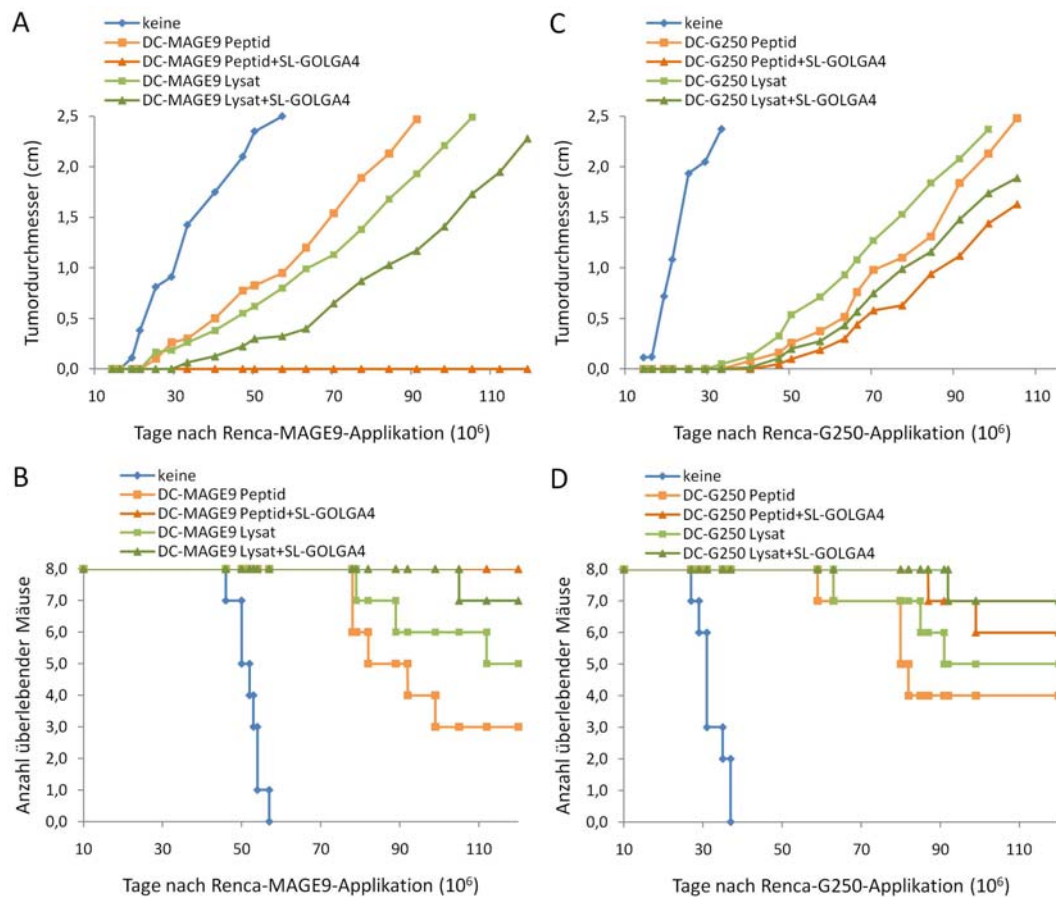 A
keine
DC-MAGE9 Peptid
DC-MAGE9 Peptid+SL-GOLGA4
DC-MAGE9 Lysat
DC-MAGE9 Lysat+SL-GOLGA4
Tumordurchmesser (cm)
2,5
2,0
1,5
1,0
0,5
0,0
10 30 50 70 90 110
Tage nach Renca-MAGE9-Applikation (10⁶)
C
keine
DC-G250 Peptid
DC-G250 Peptid+SL-GOLGA4
DC-G250 Lysat
DC-G250 Lysat+SL-GOLGA4
Tumordurchmesser (cm)
2,5
2,0
1,5
1,0
0,5
0,0
10 30 50 70 90 110
Tage nach Renca-G250-Applikation (10⁶)
B
keine
DC-MAGE9 Peptid
DC-MAGE9 Peptid+SL-GOLGA4
DC-MAGE9 Lysat
DC-MAGE9 Lysat+SL-GOLGA4
Anzahl überlebender Mäuse
8,0
7,0
6,0
5,0
4,0
3,0
2,0
1,0
0,0
10 30 50 70 90 110
Tage nach Renca-MAGE9-Applikation (10⁶)
D
keine
DC-G250 Peptid
DC-G250 Peptid+SL-GOLGA4
DC-G250 Lysat
DC-G250 Lysat+SL-GOLGA4
Anzahl überlebender Mäuse
8,0
7,0
6,0
5,0
4,0
3,0
2,0
1,0
0,0
10 30 50 70 90 110
Tage nach Renca-G250-Applikation (10⁶)